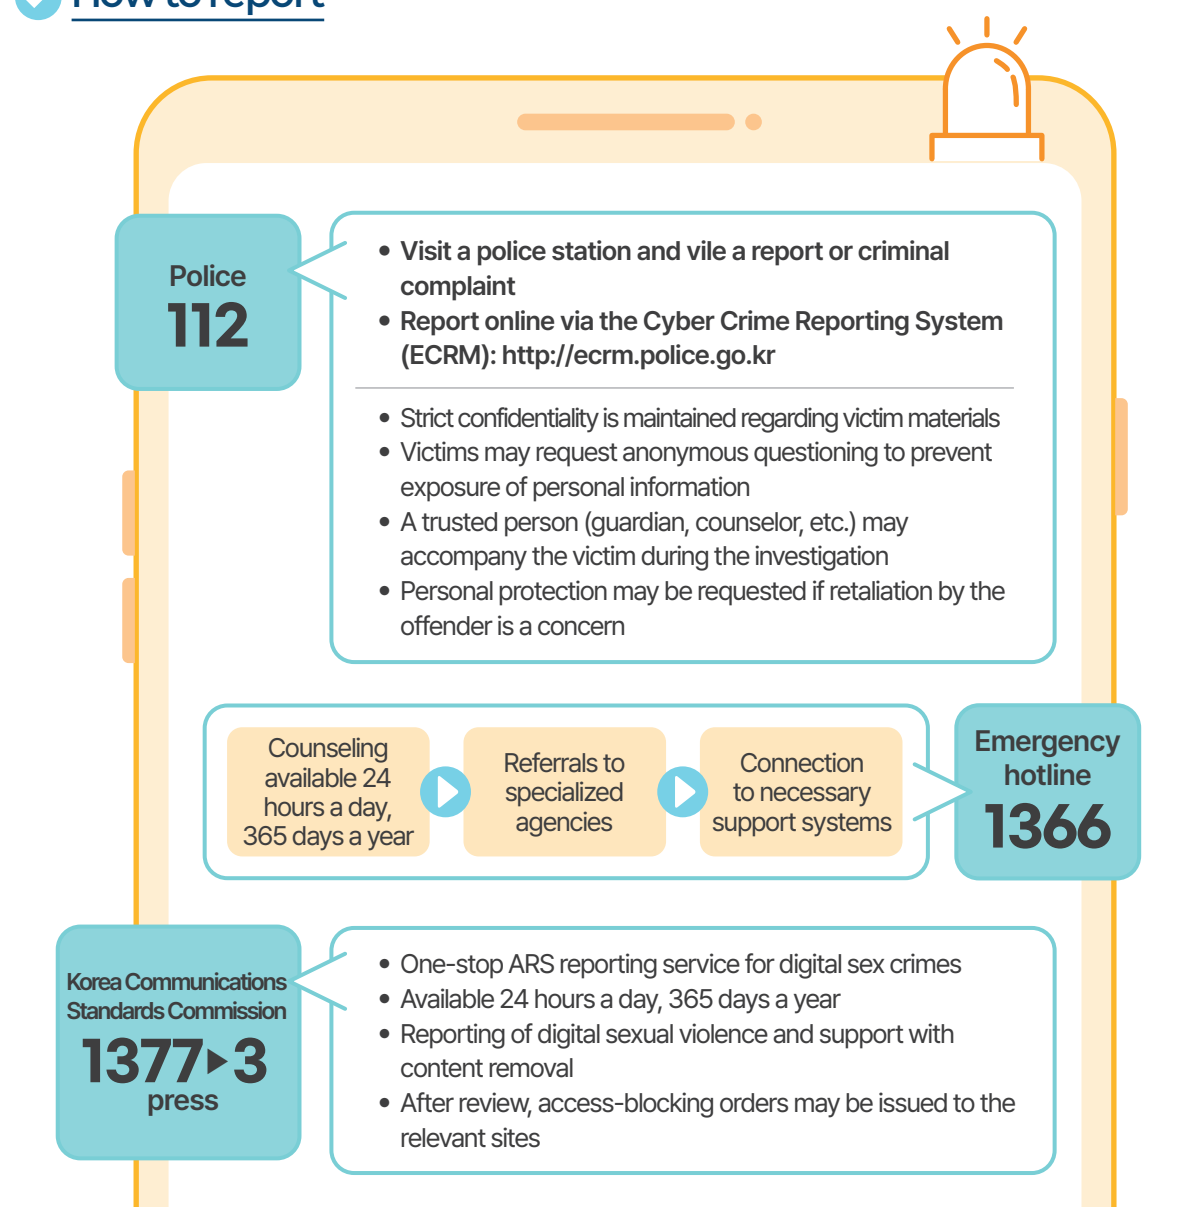 How to report
Police
112
• Visit a police station and vile a report or criminal
complaint
• Report online via the Cyber Crime Reporting System
(ECRM): http://ecrm.police.go.kr
• Strict confidentiality is maintained regarding victim materials
• Victims may request anonymous questioning to prevent
exposure of personal information
• A trusted person (guardian, counselor, etc.) may
accompany the victim during the investigation
• Personal protection may be requested if retaliation by the
offender is a concern
Counseling
available 24
hours a day,
365 days a year
Referrals to
specialized
agencies
Connection
to necessary
support systems
Emergency
hotline
1366
Korea Communications
Standards Commission
1377▶3
press
• One-stop ARS reporting service for digital sex crimes
• Available 24 hours a day, 365 days a year
• Reporting of digital sexual violence and support with
content removal
• After review, access-blocking orders may be issued to the
relevant sites